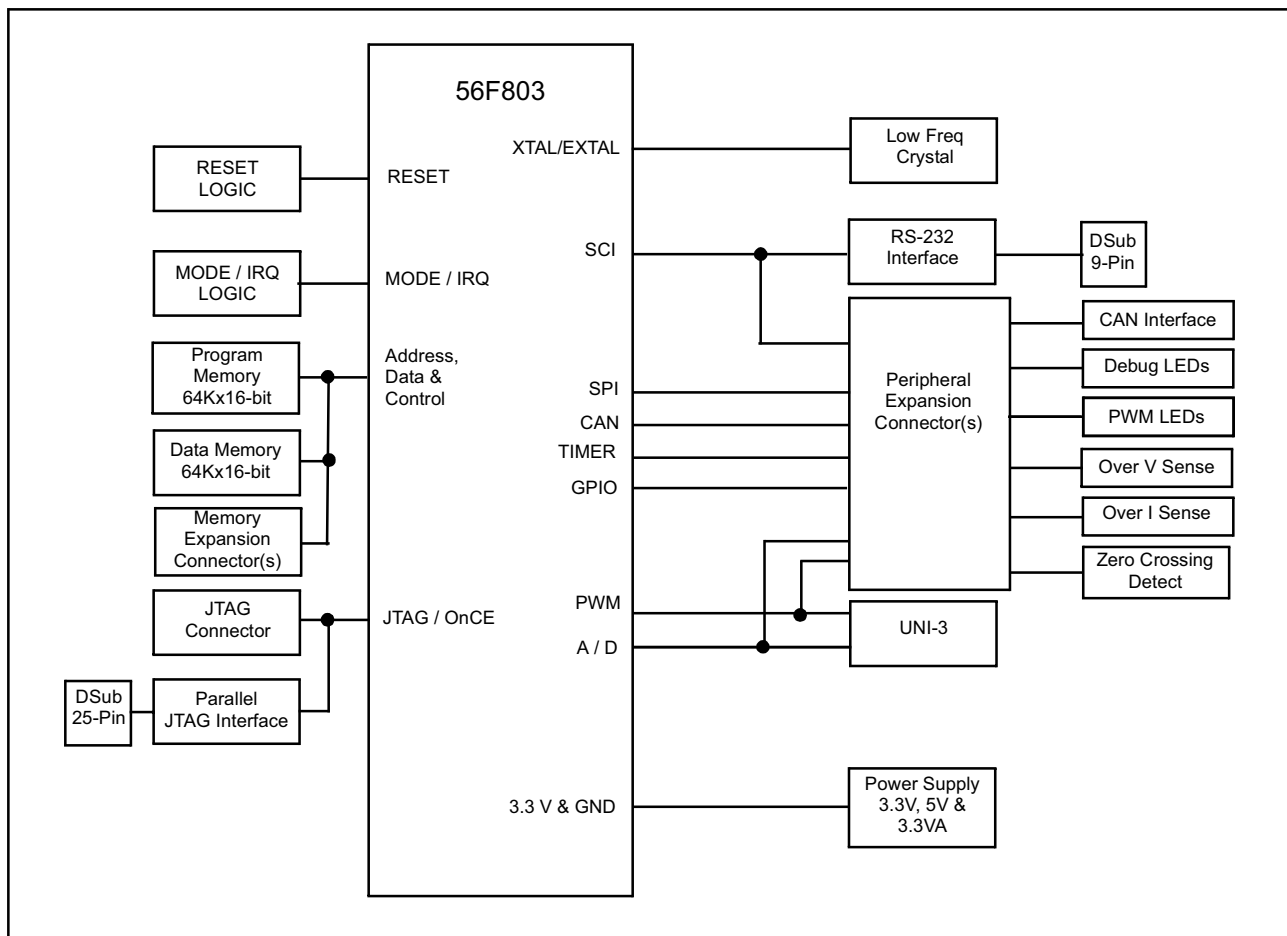 56F803
XTAL/EXTAL
Low Freq
Crystal
RESET
LOGIC
RESET
SCI
RS-232
Interface
DSub
9-Pin
MODE / IRQ
LOGIC
MODE / IRQ
CAN Interface
Program
Memory
64Kx16-bit
Address,
Data &
Control
Debug LEDs
SPI
Peripheral
Expansion
Connector(s)
PWM LEDs
CAN
Data Memory
64Kx16-bit
TIMER
Over V Sense
GPIO
Memory
Expansion
Connector(s)
Over I Sense
Zero Crossing
Detect
JTAG
Connector
JTAG / OnCE
PWM
UNI-3
A / D
DSub
25-Pin
Parallel
JTAG Interface
3.3 V & GND
Power Supply
3.3V, 5V &
3.3VA